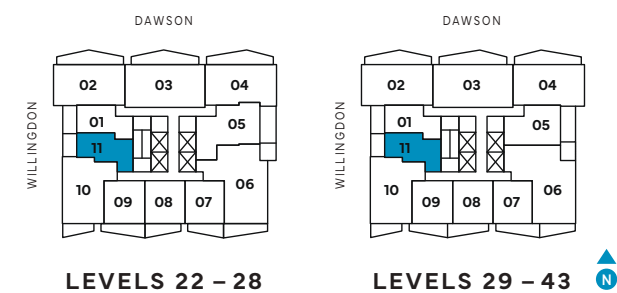 DAWSON
WILLINGDON
02 03 04
01 05
11
10 06
09 08 07
LEVELS 22 – 28
DAWSON
WILLINGDON
02 03 04
01 05
11
10 06
09 08 07
LEVELS 29 – 43
N